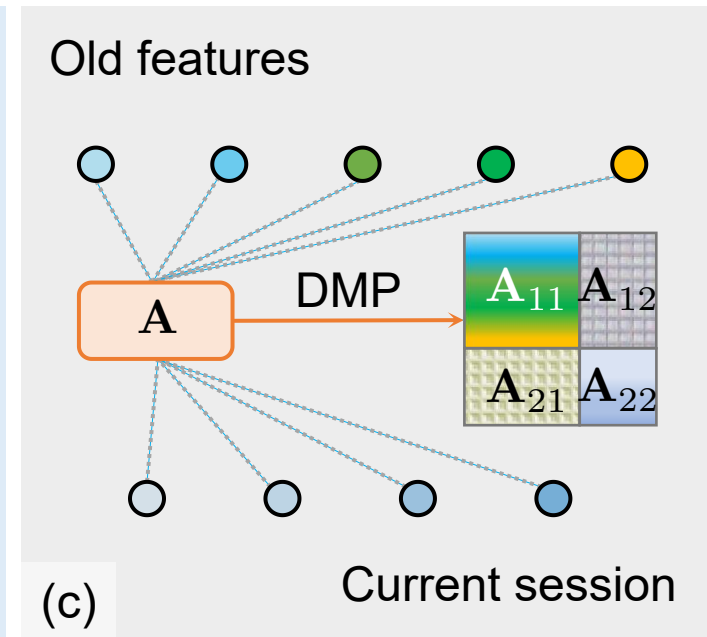 Old features
DMP
A
A₁₁ A₁₂
A₂₁ A₂₂
Current session
(c)